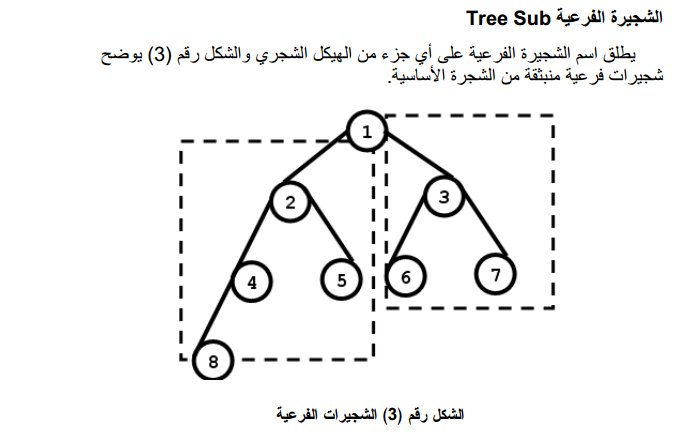 الشجيرة الفرعية Tree Sub
يطلق اسم الشجيرة الفرعية على أي جزء من الهيكل الشجري والشكل رقم (3) يوضح
شجيرات فرعية منبثقة من الشجرة الأساسية.
1
2
3
4
5
6
7
8
الشكل رقم (3) الشجيرات الفرعية